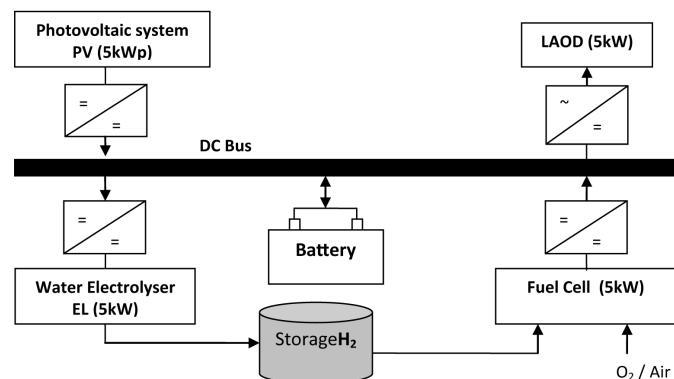 Photovoltaic system
PV (5kWp)
LAOD (5kW)
=
=
~
=
DC Bus
=
=
Battery
=
=
Water Electrolyser
EL (5kW)
Fuel Cell (5kW)
StorageH₂
O₂ / Air